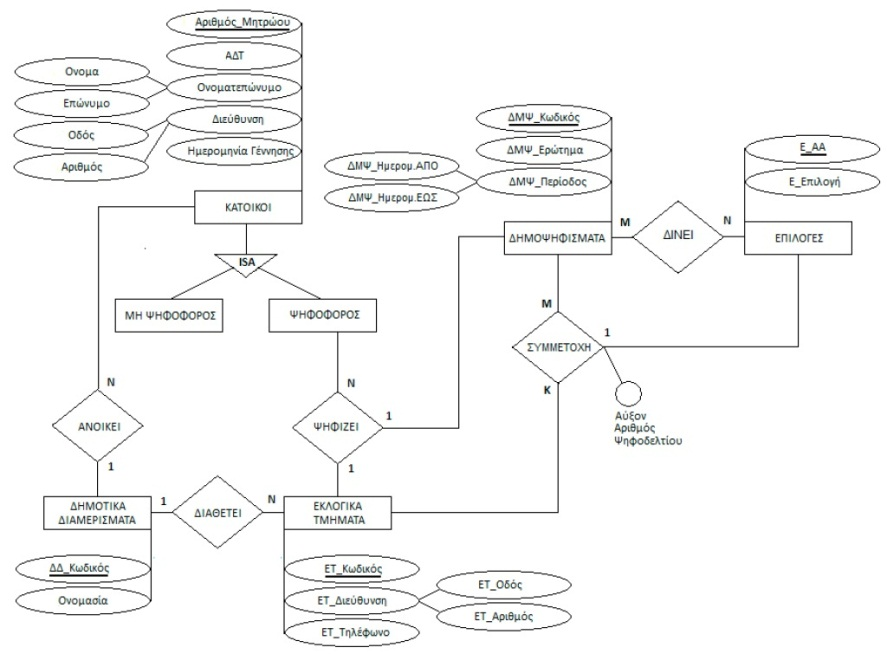 Αριθμός_Μητρώου
ΑΔΤ
Ονομα
Ονοματεπώνυμο
Επώνυμο
Διεύθυνση
Οδός
Ημερομηνία Γέννησης
Αριθμός
ΚΑΤΟΙΚΟΙ
ISA
ΜΗ ΨΗΦΟΦΟΡΟΣ
ΨΗΦΟΦΟΡΟΣ
ΔΜΨ_Κωδικός
ΔΜΨ_Ερώτημα
ΔΜΨ_Ημερομ.ΑΠΟ
ΔΜΨ_Περίοδος
ΔΜΨ_Ημερομ.ΕΩΣ
Ε_ΑΑ
Ε_Επιλογή
ΔΗΜΟΨΗΦΙΣΜΑΤΑ
M
ΔΙΝΕΙ
N
ΕΠΙΛΟΓΕΣ
M
ΣΥΜΜΕΤΟΧΗ
1
K
Αύξον
Αριθμός
Ψηφοδελτίου
N
ΑΝΟΙΚΕΙ
1
N
ΨΗΦΙΖΕΙ
1
1
ΔΗΜΟΤΙΚΑ
ΔΙΑΜΕΡΙΣΜΑΤΑ
1
ΔΙΑΘΕΤΕΙ
N
ΕΚΛΟΓΙΚΑ
ΤΜΗΜΑΤΑ
ΔΔ_Κωδικός
Ονομασία
ΕΤ_Κωδικός
ΕΤ_Διεύθυνση
ΕΤ_Τηλέφωνο
ΕΤ_Οδός
ΕΤ_Αριθμός